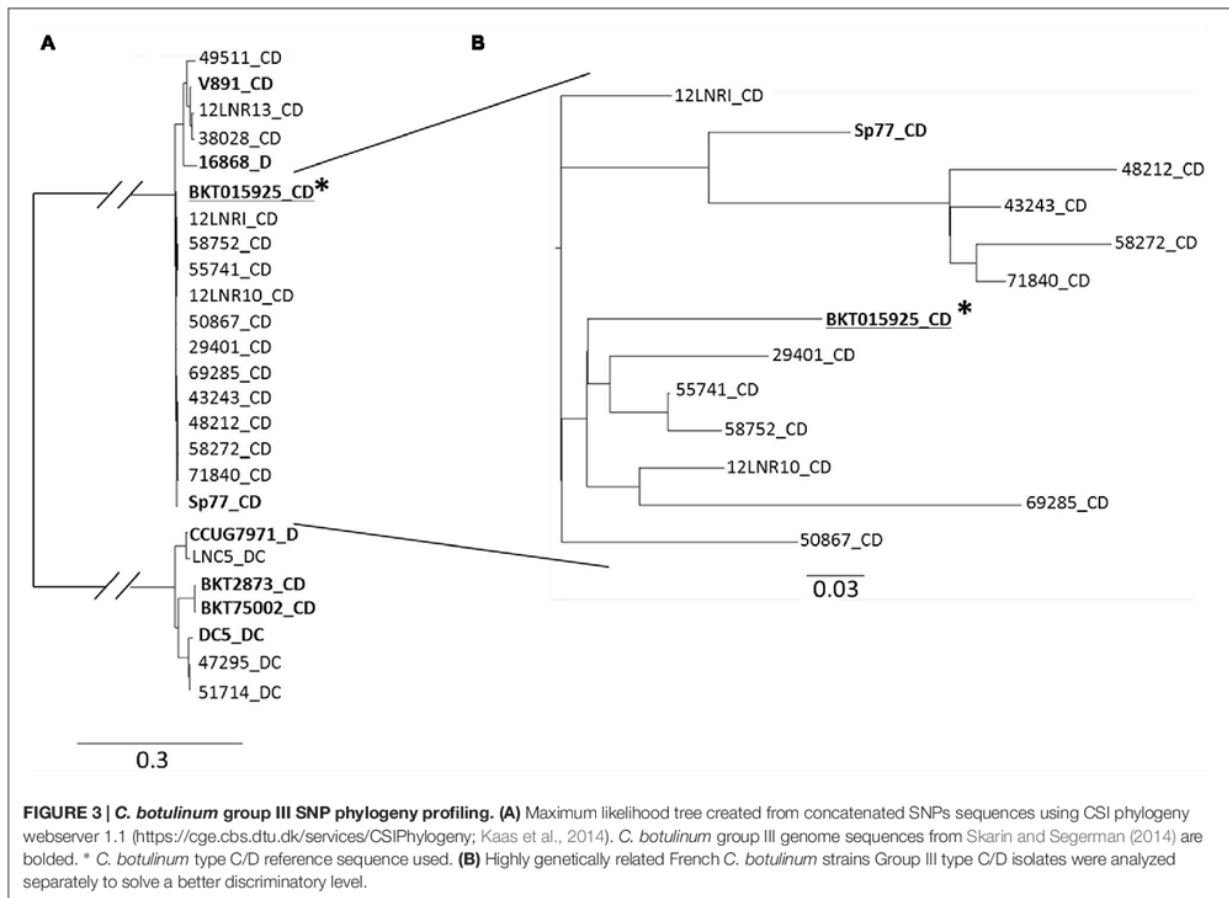 A
49511_CD
V891_CD
12LNR13_CD
38028_CD
16868_D
BKT015925_CD*
12LNRI_CD
58752_CD
55741_CD
12LNR10_CD
50867_CD
29401_CD
69285_CD
43243_CD
48212_CD
58272_CD
71840_CD
Sp77_CD
CCUG7971_D
LNC5_DC
BKT2873_CD
BKT75002_CD
DC5_DC
47295_DC
51714_DC
0.3
B
12LNRI_CD
Sp77_CD
48212_CD
43243_CD
58272_CD
71840_CD
BKT015925_CD *
29401_CD
55741_CD
58752_CD
12LNR10_CD
69285_CD
50867_CD
0.03
FIGURE 3 | C. botulinum group III SNP phylogeny profiling. (A) Maximum likelihood tree created from concatenated SNPs sequences using CSI phylogeny
webserver 1.1 (https://cge.cbs.dtu.dk/services/CSIPhylogeny; Kaas et al., 2014). C. botulinum group III genome sequences from Skarin and Segerman (2014) are
bolded. * C. botulinum type C/D reference sequence used. (B) Highly genetically related French C. botulinum strains Group III type C/D isolates were analyzed
separately to solve a better discriminatory level.